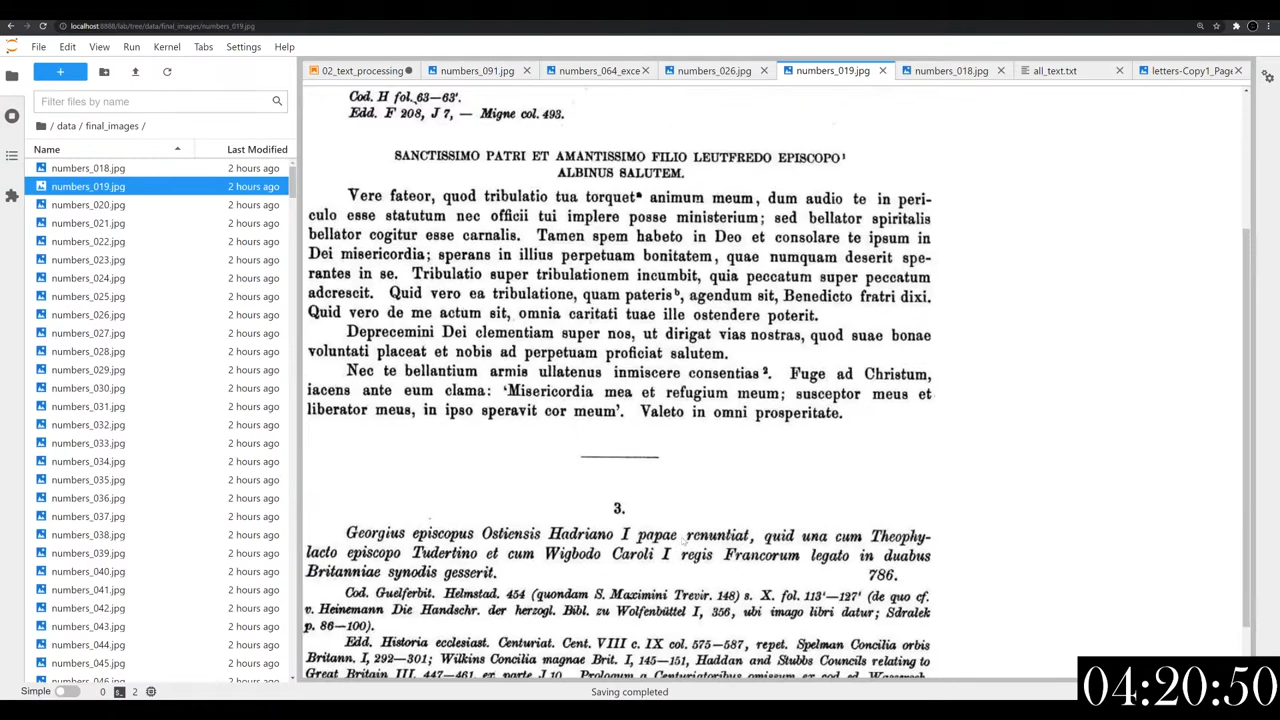 localhost:8888/lab/tree/data/final_images/numbers_019.jpg
File Edit View Run Kernel Tabs Settings Help
02_text_processing numbers_091.jpg numbers_064_exce numbers_026.jpg numbers_019.jpg numbers_018.jpg all_text.txt letters-Copy1_Page
+
Filter files by name
/ data / final_images /
Name Last Modified
numbers_018.jpg 2 hours ago
numbers_019.jpg 2 hours ago
numbers_020.jpg 2 hours ago
numbers_021.jpg 2 hours ago
numbers_022.jpg 2 hours ago
numbers_023.jpg 2 hours ago
numbers_024.jpg 2 hours ago
numbers_025.jpg 2 hours ago
numbers_026.jpg 2 hours ago
numbers_027.jpg 2 hours ago
numbers_028.jpg 2 hours ago
numbers_029.jpg 2 hours ago
numbers_030.jpg 2 hours ago
numbers_031.jpg 2 hours ago
numbers_032.jpg 2 hours ago
numbers_033.jpg 2 hours ago
numbers_034.jpg 2 hours ago
numbers_035.jpg 2 hours ago
numbers_036.jpg 2 hours ago
numbers_037.jpg 2 hours ago
numbers_038.jpg 2 hours ago
numbers_039.jpg 2 hours ago
numbers_040.jpg 2 hours ago
numbers_041.jpg 2 hours ago
numbers_042.jpg 2 hours ago
numbers_043.jpg 2 hours ago
numbers_044.jpg 2 hours ago
numbers_045.jpg 2 hours ago
numbers_046.jpg 2 hours ago
Cod. H fol. 63—63'.
Edd. F 208, J 7, — Migne col. 493.
SANCTISSIMO PATRI ET AMANTISSIMO FILIO LEUTFREDO EPISCOPO¹
ALBINUS SALUTEM.
Vere fateor, quod tribulatio tua torquetᵃ animum meum, dum audio te in peri-
culo esse statutum nec officii tui implere posse ministerium; sed bellator spiritalis
bellator cogitur esse carnalis. Tamen spem habeto in Deo et consolare te ipsum in
Dei misericordia; sperans in illius perpetuam bonitatem, quae numquam deserit spe-
rantes in se. Tribulatio super tribulationem incumbit, quia peccatum super peccatum
adcrescit. Quid vero ea tribulatione, quam paterisᵇ, agendum sit, Benedicto fratri dixi.
Quid vero de me actum sit, omnia caritati tuae ille ostendere poterit.
Deprecemini Dei clementiam super nos, ut dirigat vias nostras, quod suae bonae
voluntati placeat et nobis ad perpetuam proficiat salutem.
Nec te bellantium armis ullatenus inmiscere consentias². Fuge ad Christum,
iacens ante eum clama: 'Misericordia mea et refugium meum; susceptor meus et
liberator meus, in ipso speravit cor meum'. Valeto in omni prosperitate.
3.
Georgius episcopus Ostiensis Hadriano I papae renuntiat, quid una cum Theophy-
lacto episcopo Tudertino et cum Wigbodo Caroli I regis Francorum legato in duabus
Britanniae synodis gesserit. 786.
Cod. Guelferbit. Helmstad. 454 (quondam S. Maximini Trevir. 148) s. X. fol. 113'—127' (de quo cf.
v. Heinemann Die Handschr. der herzogl. Bibl. zu Wolfenbüttel I, 356, ubi imago libri datur; Sdralek
p. 86—100).
Edd. Historia ecclesiast. Centuriat. Cent. VIII c. IX col. 575—587, repet. Spelman Concilia orbis
Britann. I, 292—301; Wilkins Concilia magnae Brit. I, 145—151, Haddan and Stubbs Councils relating to
Great Britain III, 447—461, ex parte J 10. Prologum a Centuriatoribus omissum ex cod. ed.
Simple 0 2 Saving completed
04:20:50